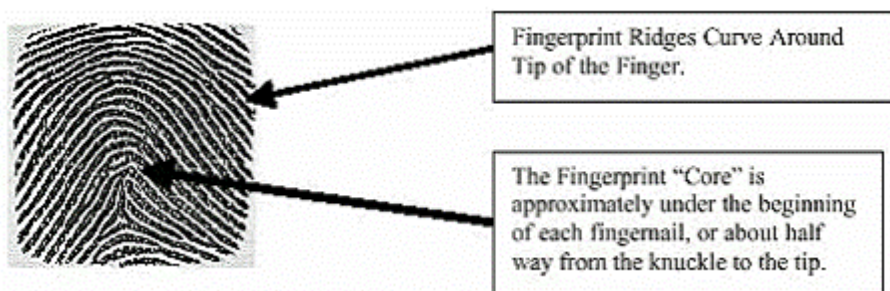 Fingerprint Ridges Curve Around
Tip of the Finger.
The Fingerprint “Core” is
approximately under the beginning
of each fingernail, or about half
way from the knuckle to the tip.